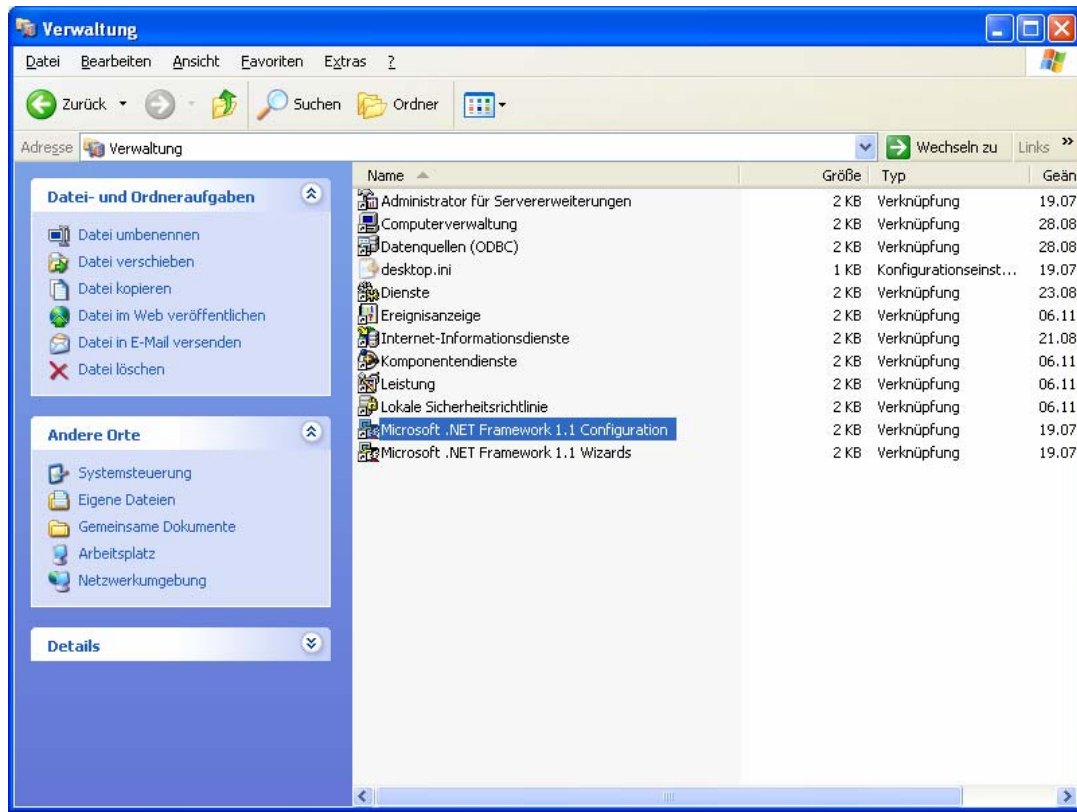 Verwaltung
Datei Bearbeiten Ansicht Favoriten Extras ?
Zurück Suchen Ordner
Adresse Verwaltung Wechseln zu Links »
Datei- und Ordneraufgaben
Datei umbenennen
Datei verschieben
Datei kopieren
Datei im Web veröffentlichen
Datei in E-Mail versenden
Datei löschen
Andere Orte
Systemsteuerung
Eigene Dateien
Gemeinsame Dokumente
Arbeitsplatz
Netzwerkumgebung
Details
Name Größe Typ Geän
Administrator für Servererweiterungen 2 KB Verknüpfung 19.07
Computerverwaltung 2 KB Verknüpfung 28.08
Datenquellen (ODBC) 2 KB Verknüpfung 28.08
desktop.ini 1 KB Konfigurationseinst... 19.07
Dienste 2 KB Verknüpfung 23.08
Ereignisanzeige 2 KB Verknüpfung 06.11
Internet-Informationsdienste 2 KB Verknüpfung 21.08
Komponentendienste 2 KB Verknüpfung 06.11
Leistung 2 KB Verknüpfung 06.11
Lokale Sicherheitsrichtlinie 2 KB Verknüpfung 06.11
Microsoft .NET Framework 1.1 Configuration 2 KB Verknüpfung 19.07
Microsoft .NET Framework 1.1 Wizards 2 KB Verknüpfung 19.07